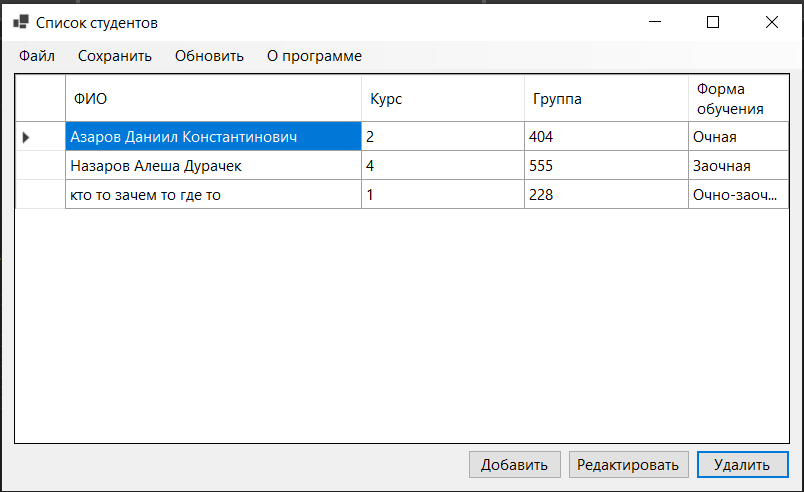 Список студентов
Файл Сохранить Обновить О программе
ФИО Курс Группа Форма обучения
Азаров Даниил Константинович 2 404 Очная
Назаров Алеша Дурачек 4 555 Заочная
кто то зачем то где то 1 228 Очно-заоч...
Добавить Редактировать Удалить